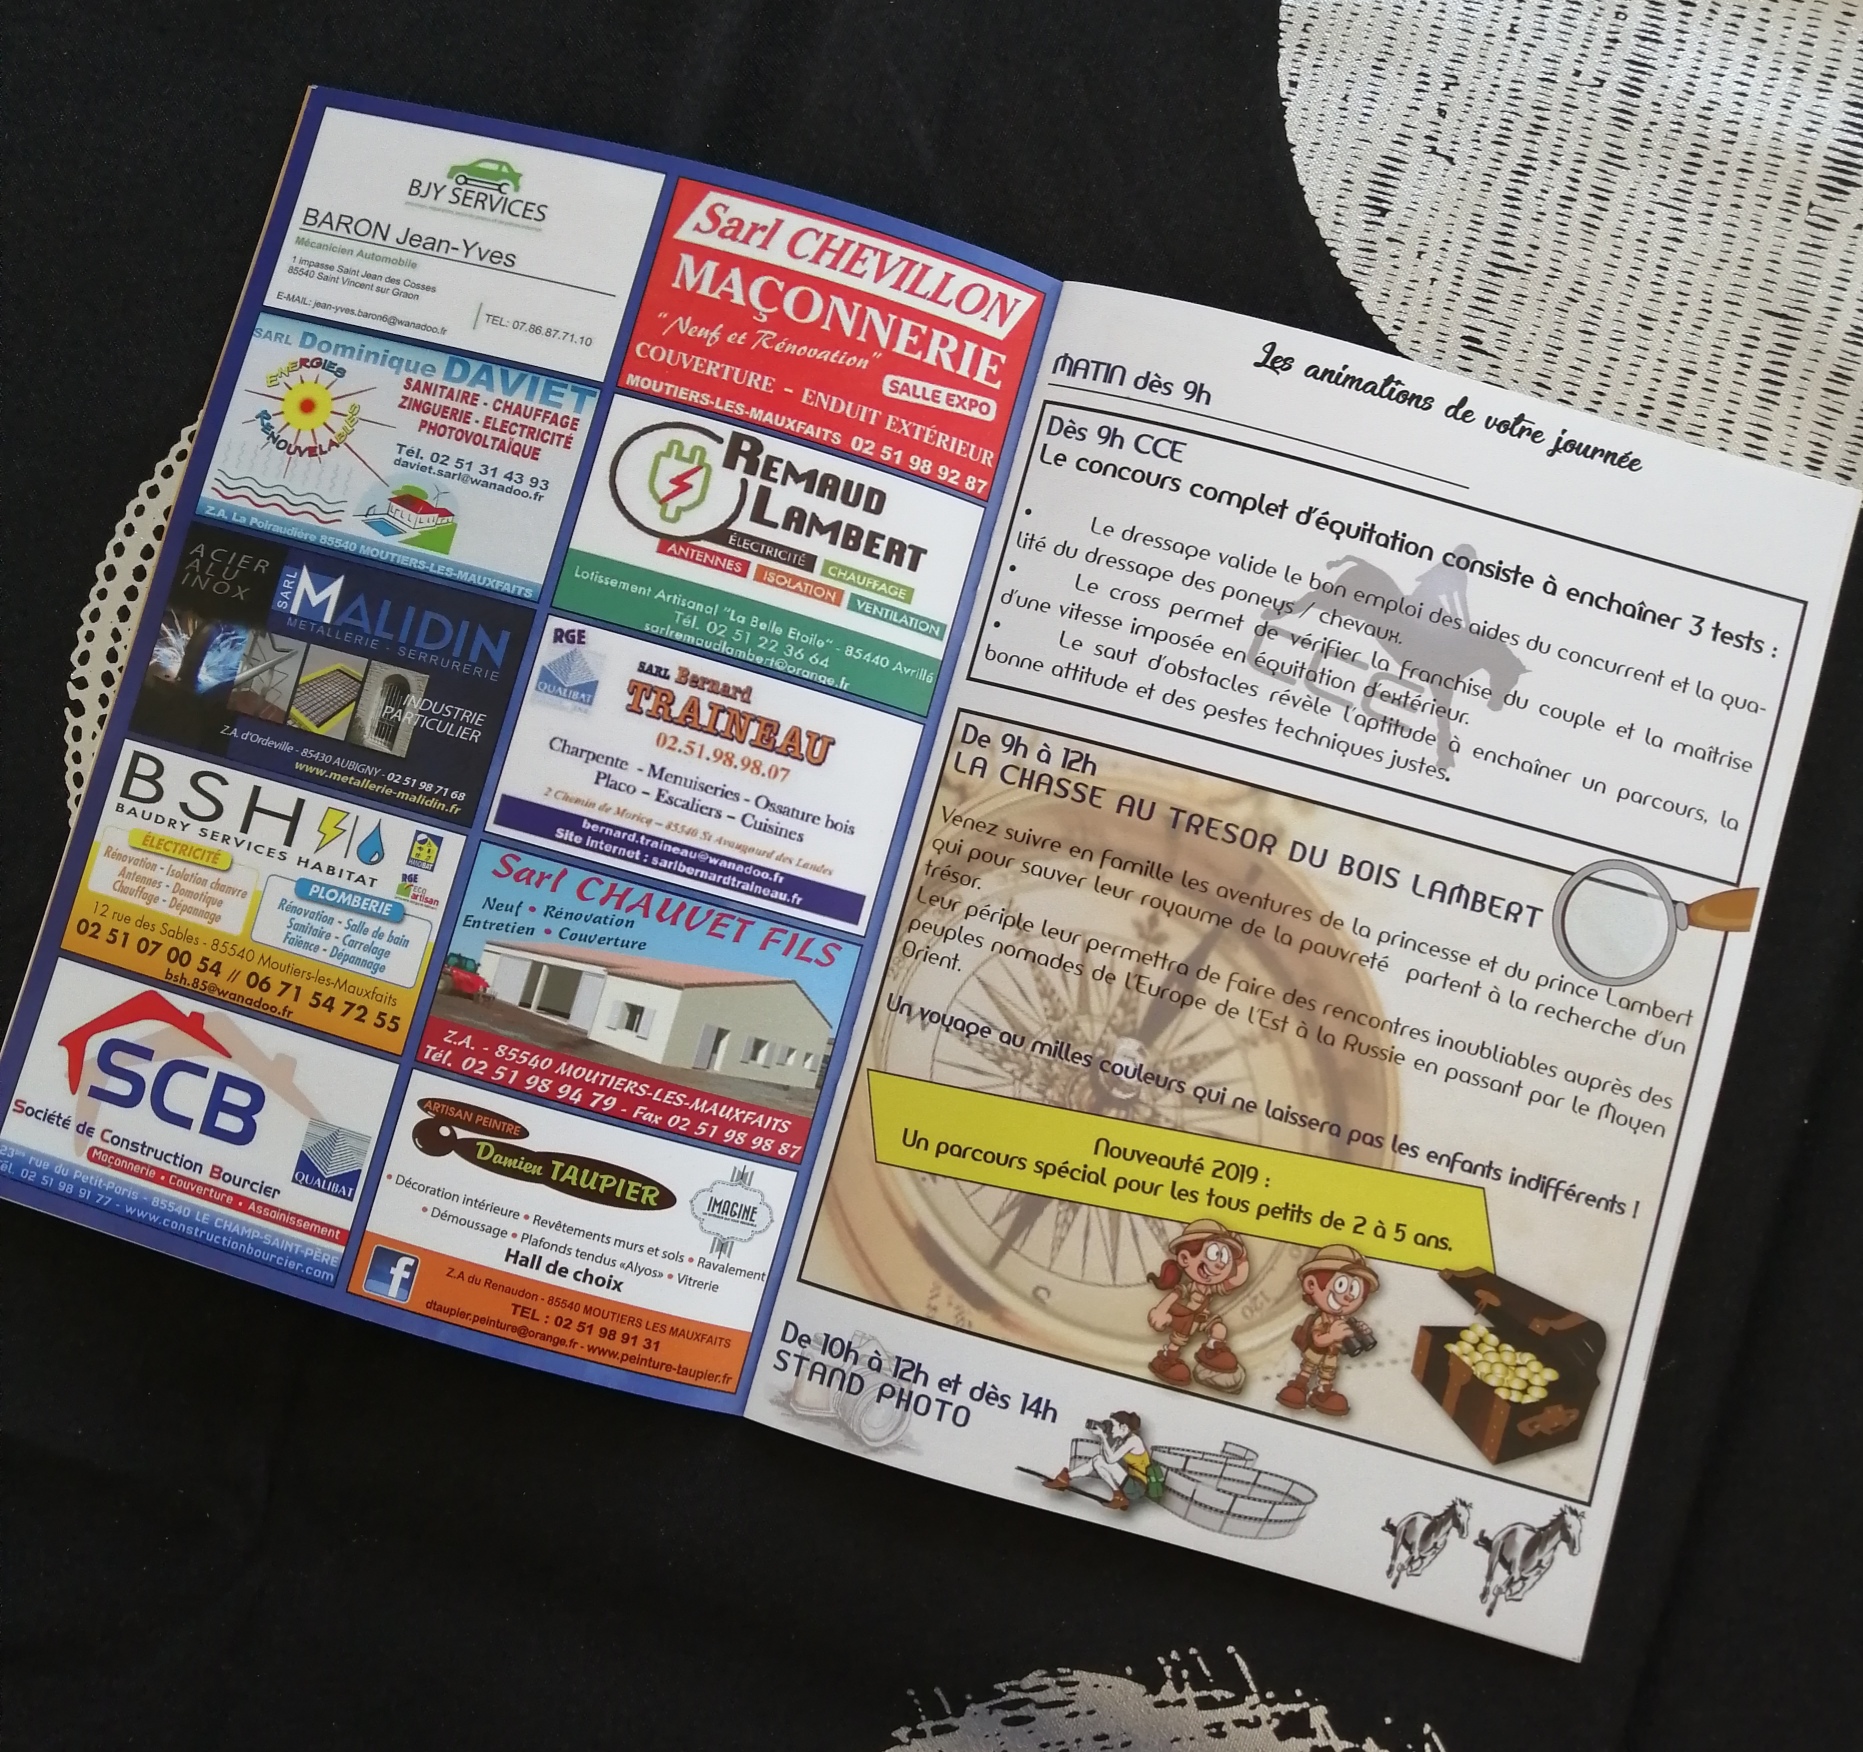 BJY SERVICES
BARON Jean-Yves
Mécanicien Automobile
1 impasse Saint Jean des Cosses
85540 Saint Vincent sur Graon
E-MAIL: jean-yves.baron6@wanadoo.fr
TEL: 07.86.87.71.10
SARL Dominique DAVIET
ENERGIES
RENOUVELABLES
SANITAIRE - CHAUFFAGE
ZINGUERIE - ELECTRICITÉ
PHOTOVOLTAÏQUE
Tél. 02 51 31 43 93
daviet.sarl@wanadoo.fr
Z.A. La Poiraudière 85540 MOUTIERS-LES-MAUXFAITS
ACIER
ALU
INOX
SARL MALIDIN
METALLERIE - SERRURERIE
INDUSTRIE
PARTICULIER
Z.A. d'Ordeville - 85430 AUBIGNY - 02 51 98 71 68
www.metallerie-malidin.fr
BSH
BAUDRY SERVICES HABITAT
ÉLECTRICITÉ
Rénovation - Isolation chanvre
Antennes - Domotique
Chauffage - Dépannage
HANDIBAT
RGE
ECO
artisan
PLOMBERIE
Rénovation - Salle de bain
Sanitaire - Carrelage
Faïence - Dépannage
12 rue des Sables - 85540 Moutiers-les-Mauxfaits
02 51 07 00 54 // 06 71 54 72 55
bsh.85@wanadoo.fr
SCB
Société de Construction Bourcier
Maçonnerie • Couverture • Assainissement
QUALIBAT
rue du Petit-Paris - 85540 LE CHAMP-SAINT-PÈRE
Tél. 02 51 98 91 77 - www.constructionbourcier.com
Sarl CHEVILLON
MAÇONNERIE
"Neuf et Rénovation"
COUVERTURE - ENDUIT EXTÉRIEUR
SALLE EXPO
MOUTIERS-LES-MAUXFAITS 02 51 98 92 87
REMAUD
LAMBERT
ÉLECTRICITÉ
ANTENNES
CHAUFFAGE
ISOLATION
VENTILATION
Lotissement Artisanal "La Belle Etoile" - 85440 Avrillé
Tél. 02 51 22 36 64
sarlremaudlambert@orange.fr
RGE
QUALIBAT
SARL Bernard
TRAINEAU
02.51.98.98.07
Charpente - Menuiseries - Ossature bois
Placo - Escaliers - Cuisines
2 Chemin de Moricq - 85540 St Avaugourd des Landes
bernard.traineau@wanadoo.fr
Site internet : sarlbernardtraineau.fr
Sarl CHAUVET FILS
Neuf • Rénovation
Entretien • Couverture
Z.A. - 85540 MOUTIERS-LES-MAUXFAITS
Tél. 02 51 98 94 79 - Fax 02 51 98 98 87
ARTISAN PEINTRE
Damien TAUPIER
IMAGINE
• Décoration intérieure • Revêtements murs et sols • Ravalement
• Démoussage • Plafonds tendus «Alyos» • Vitrerie
Hall de choix
f
Z.A du Renaudon - 85540 MOUTIERS LES MAUXFAITS
TEL : 02 51 98 91 31
dtaupier.peinture@orange.fr - www.peinture-taupier.fr
Les animations de votre journée
MATIN dès 9h
Dès 9h CCE
Le concours complet d'équitation consiste à enchaîner 3 tests :
• Le dressage valide le bon emploi des aides du concurrent et la qua-
lité du dressage des poneys / chevaux.
• Le cross permet de vérifier la franchise du couple et la maîtrise
d'une vitesse imposée en équitation d'extérieur.
• Le saut d'obstacles révèle l'aptitude à enchaîner un parcours, la
bonne attitude et des gestes techniques justes.
CCE
De 9h à 12h
LA CHASSE AU TRESOR DU BOIS LAMBERT
Venez suivre en famille les aventures de la princesse et du prince Lambert
qui pour sauver leur royaume de la pauvreté partent à la recherche d'un
trésor.
Leur périple leur permettra de faire des rencontres inoubliables auprès des
peuples nomades de l'Europe de l'Est à la Russie en passant par le Moyen
Orient.
Un voyage au milles couleurs qui ne laissera pas les enfants indifférents !
Nouveauté 2019 :
Un parcours spécial pour les tous petits de 2 à 5 ans.
S
120
De 10h à 12h et dès 14h
STAND PHOTO